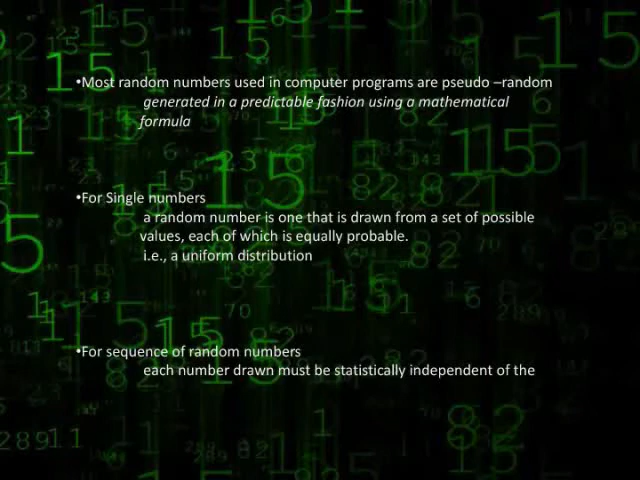 •Most random numbers used in computer programs are pseudo –random
generated in a predictable fashion using a mathematical
formula
•For Single numbers
a random number is one that is drawn from a set of possible
values, each of which is equally probable.
i.e., a uniform distribution
•For sequence of random numbers
each number drawn must be statistically independent of the